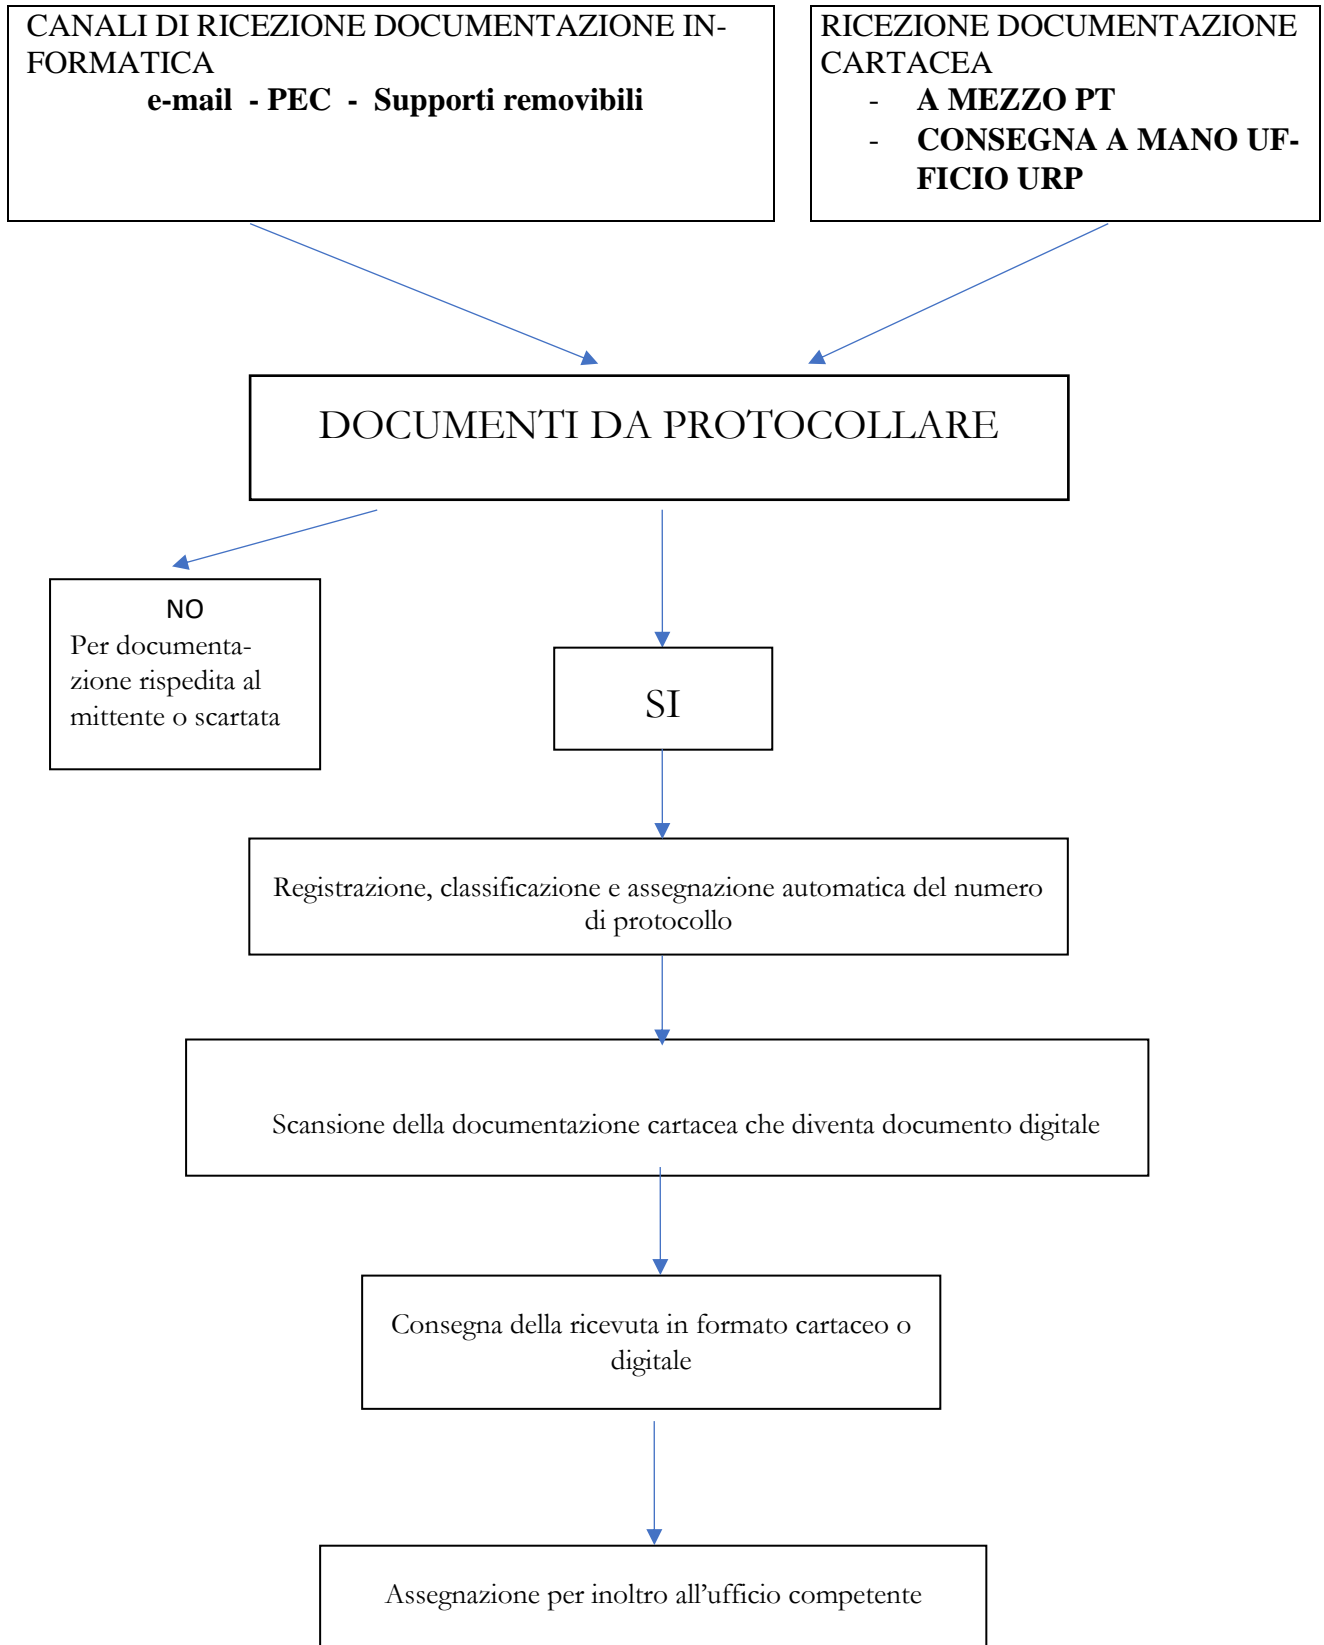 CANALI DI RICEZIONE DOCUMENTAZIONE IN-
FORMATICA
e-mail - PEC - Supporti removibili
RICEZIONE DOCUMENTAZIONE
CARTACEA
- A MEZZO PT
- CONSEGNA A MANO UF-
FICIO URP
DOCUMENTI DA PROTOCOLLARE
NO
Per documenta-
zione rispedita al
mittente o scartata
SI
Registrazione, classificazione e assegnazione automatica del numero
di protocollo
Scansione della documentazione cartacea che diventa documento digitale
Consegna della ricevuta in formato cartaceo o
digitale
Assegnazione per inoltro all’ufficio competente